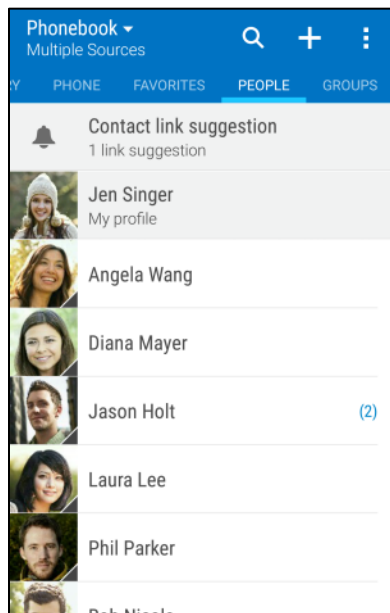 Phonebook
Multiple Sources
PHONE FAVORITES PEOPLE GROUPS
Contact link suggestion
1 link suggestion
Jen Singer
My profile
Angela Wang
Diana Mayer
Jason Holt (2)
Laura Lee
Phil Parker